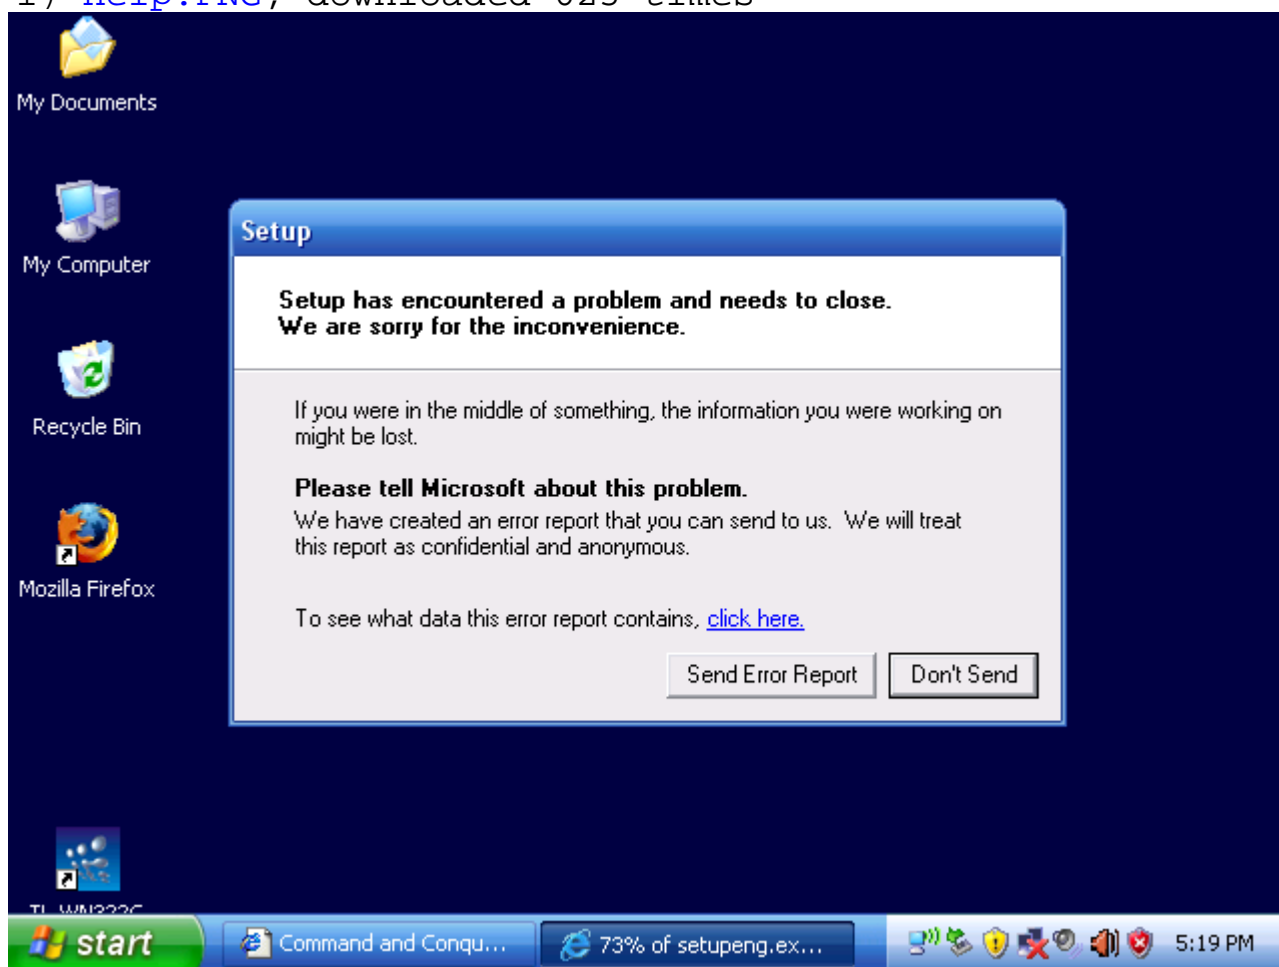 My Documents
My Computer
Recycle Bin
Mozilla Firefox
Setup
Setup has encountered a problem and needs to close.
We are sorry for the inconvenience.
If you were in the middle of something, the information you were working on
might be lost.
Please tell Microsoft about this problem.
We have created an error report that you can send to us. We will treat
this report as confidential and anonymous.
To see what data this error report contains, click here.
Send Error Report
Don't Send
start
Command and Conqu...
73% of setupeng.ex...
5:19 PM